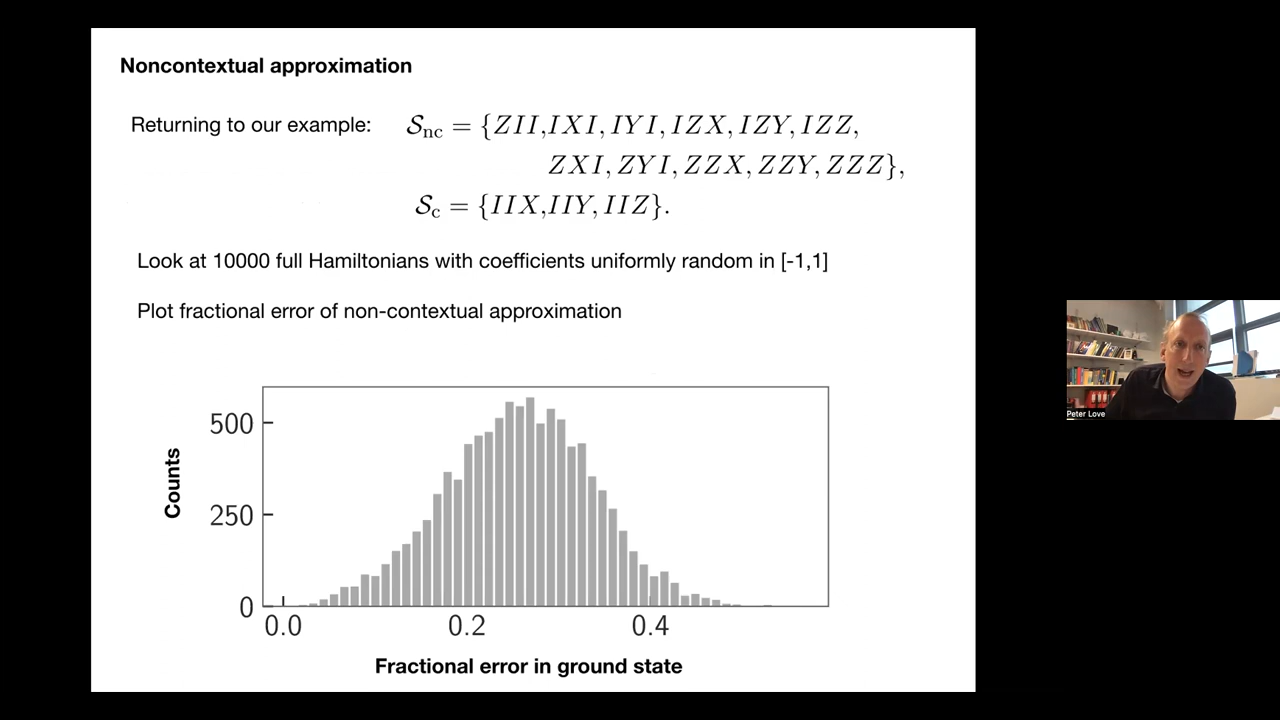 Noncontextual approximation
Returning to our example: 𝒮nc = {ZII,IXI, IYI, IZX, IZY, IZZ,
ZXI, ZYI, ZZX, ZZY, ZZZ},
𝒮c = {IIX,IIY, IIZ}.
Look at 10000 full Hamiltonians with coefficients uniformly random in [-1,1]
Plot fractional error of non-contextual approximation
500
250
0
Counts
0.0 0.2 0.4
Fractional error in ground state
Peter Love